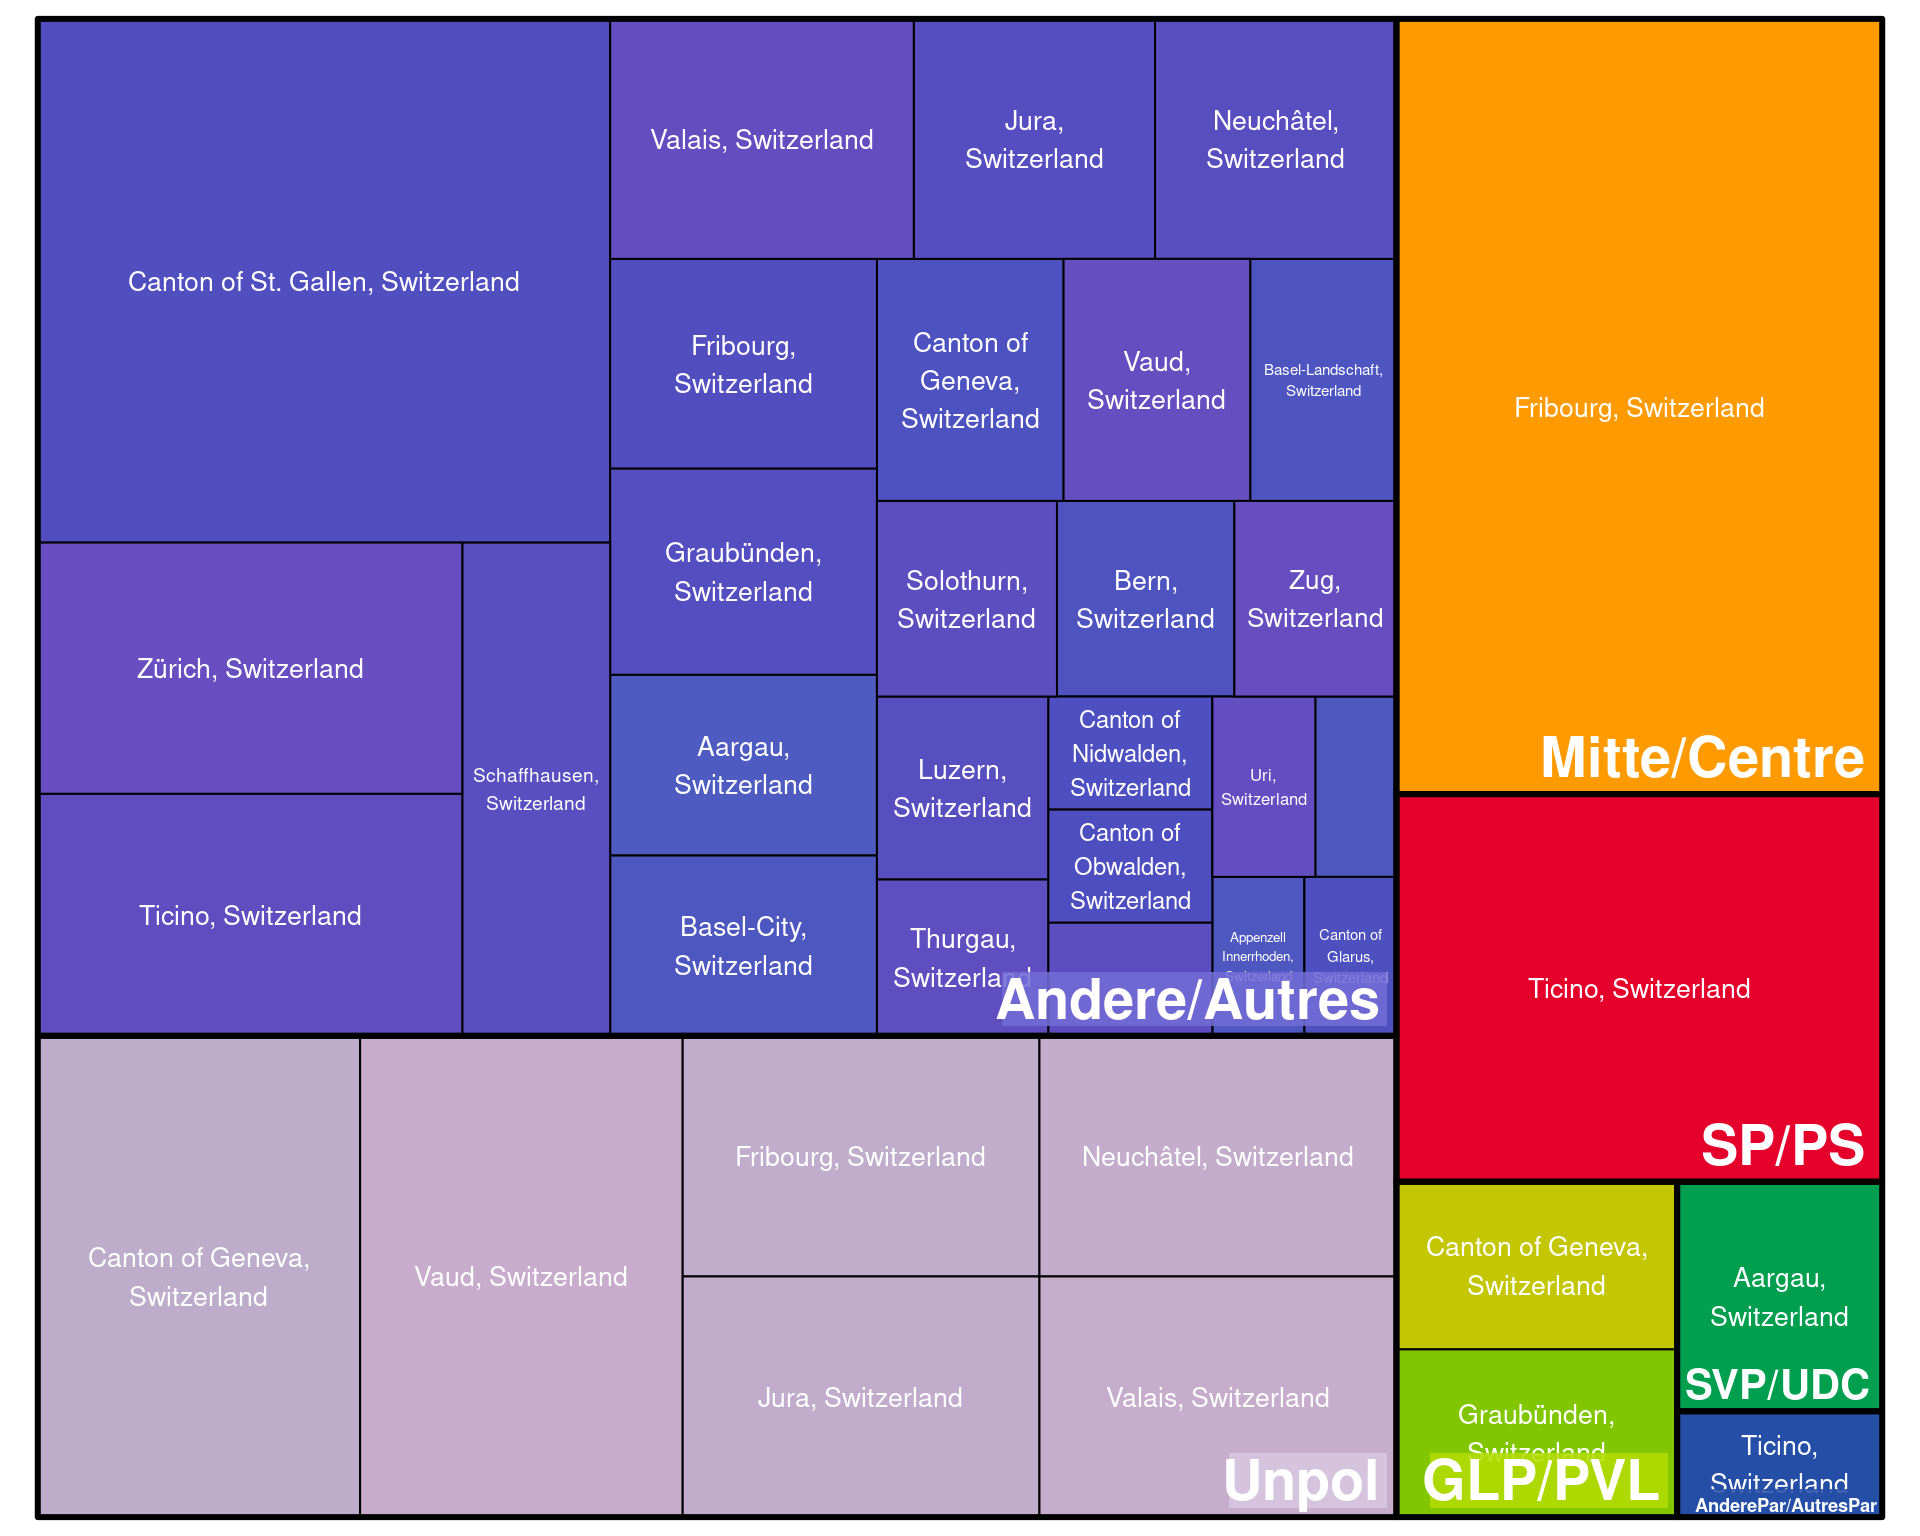 Canton of St. Gallen, Switzerland
Zürich, Switzerland
Ticino, Switzerland
Schaffhausen,
Switzerland
Valais, Switzerland
Jura,
Switzerland
Neuchâtel,
Switzerland
Fribourg,
Switzerland
Graubünden,
Switzerland
Aargau,
Switzerland
Basel-City,
Switzerland
Canton of
Geneva,
Switzerland
Vaud,
Switzerland
Basel-Landschaft,
Switzerland
Solothurn,
Switzerland
Bern,
Switzerland
Zug,
Switzerland
Luzern,
Switzerland
Thurgau,
Switzerland
Canton of
Nidwalden,
Switzerland
Canton of
Obwalden,
Switzerland
Uri,
Switzerland
Appenzell
Innerrhoden,
Switzerland
Canton of
Glarus,
Switzerland
Andere/Autres
Canton of Geneva,
Switzerland
Vaud, Switzerland
Fribourg, Switzerland
Neuchâtel, Switzerland
Jura, Switzerland
Valais, Switzerland
Unpol
Fribourg, Switzerland
Mitte/Centre
Ticino, Switzerland
SP/PS
Canton of Geneva,
Switzerland
Graubünden,
Switzerland
GLP/PVL
Aargau,
Switzerland
SVP/UDC
Ticino,
Switzerland
AnderePar/AutresPar